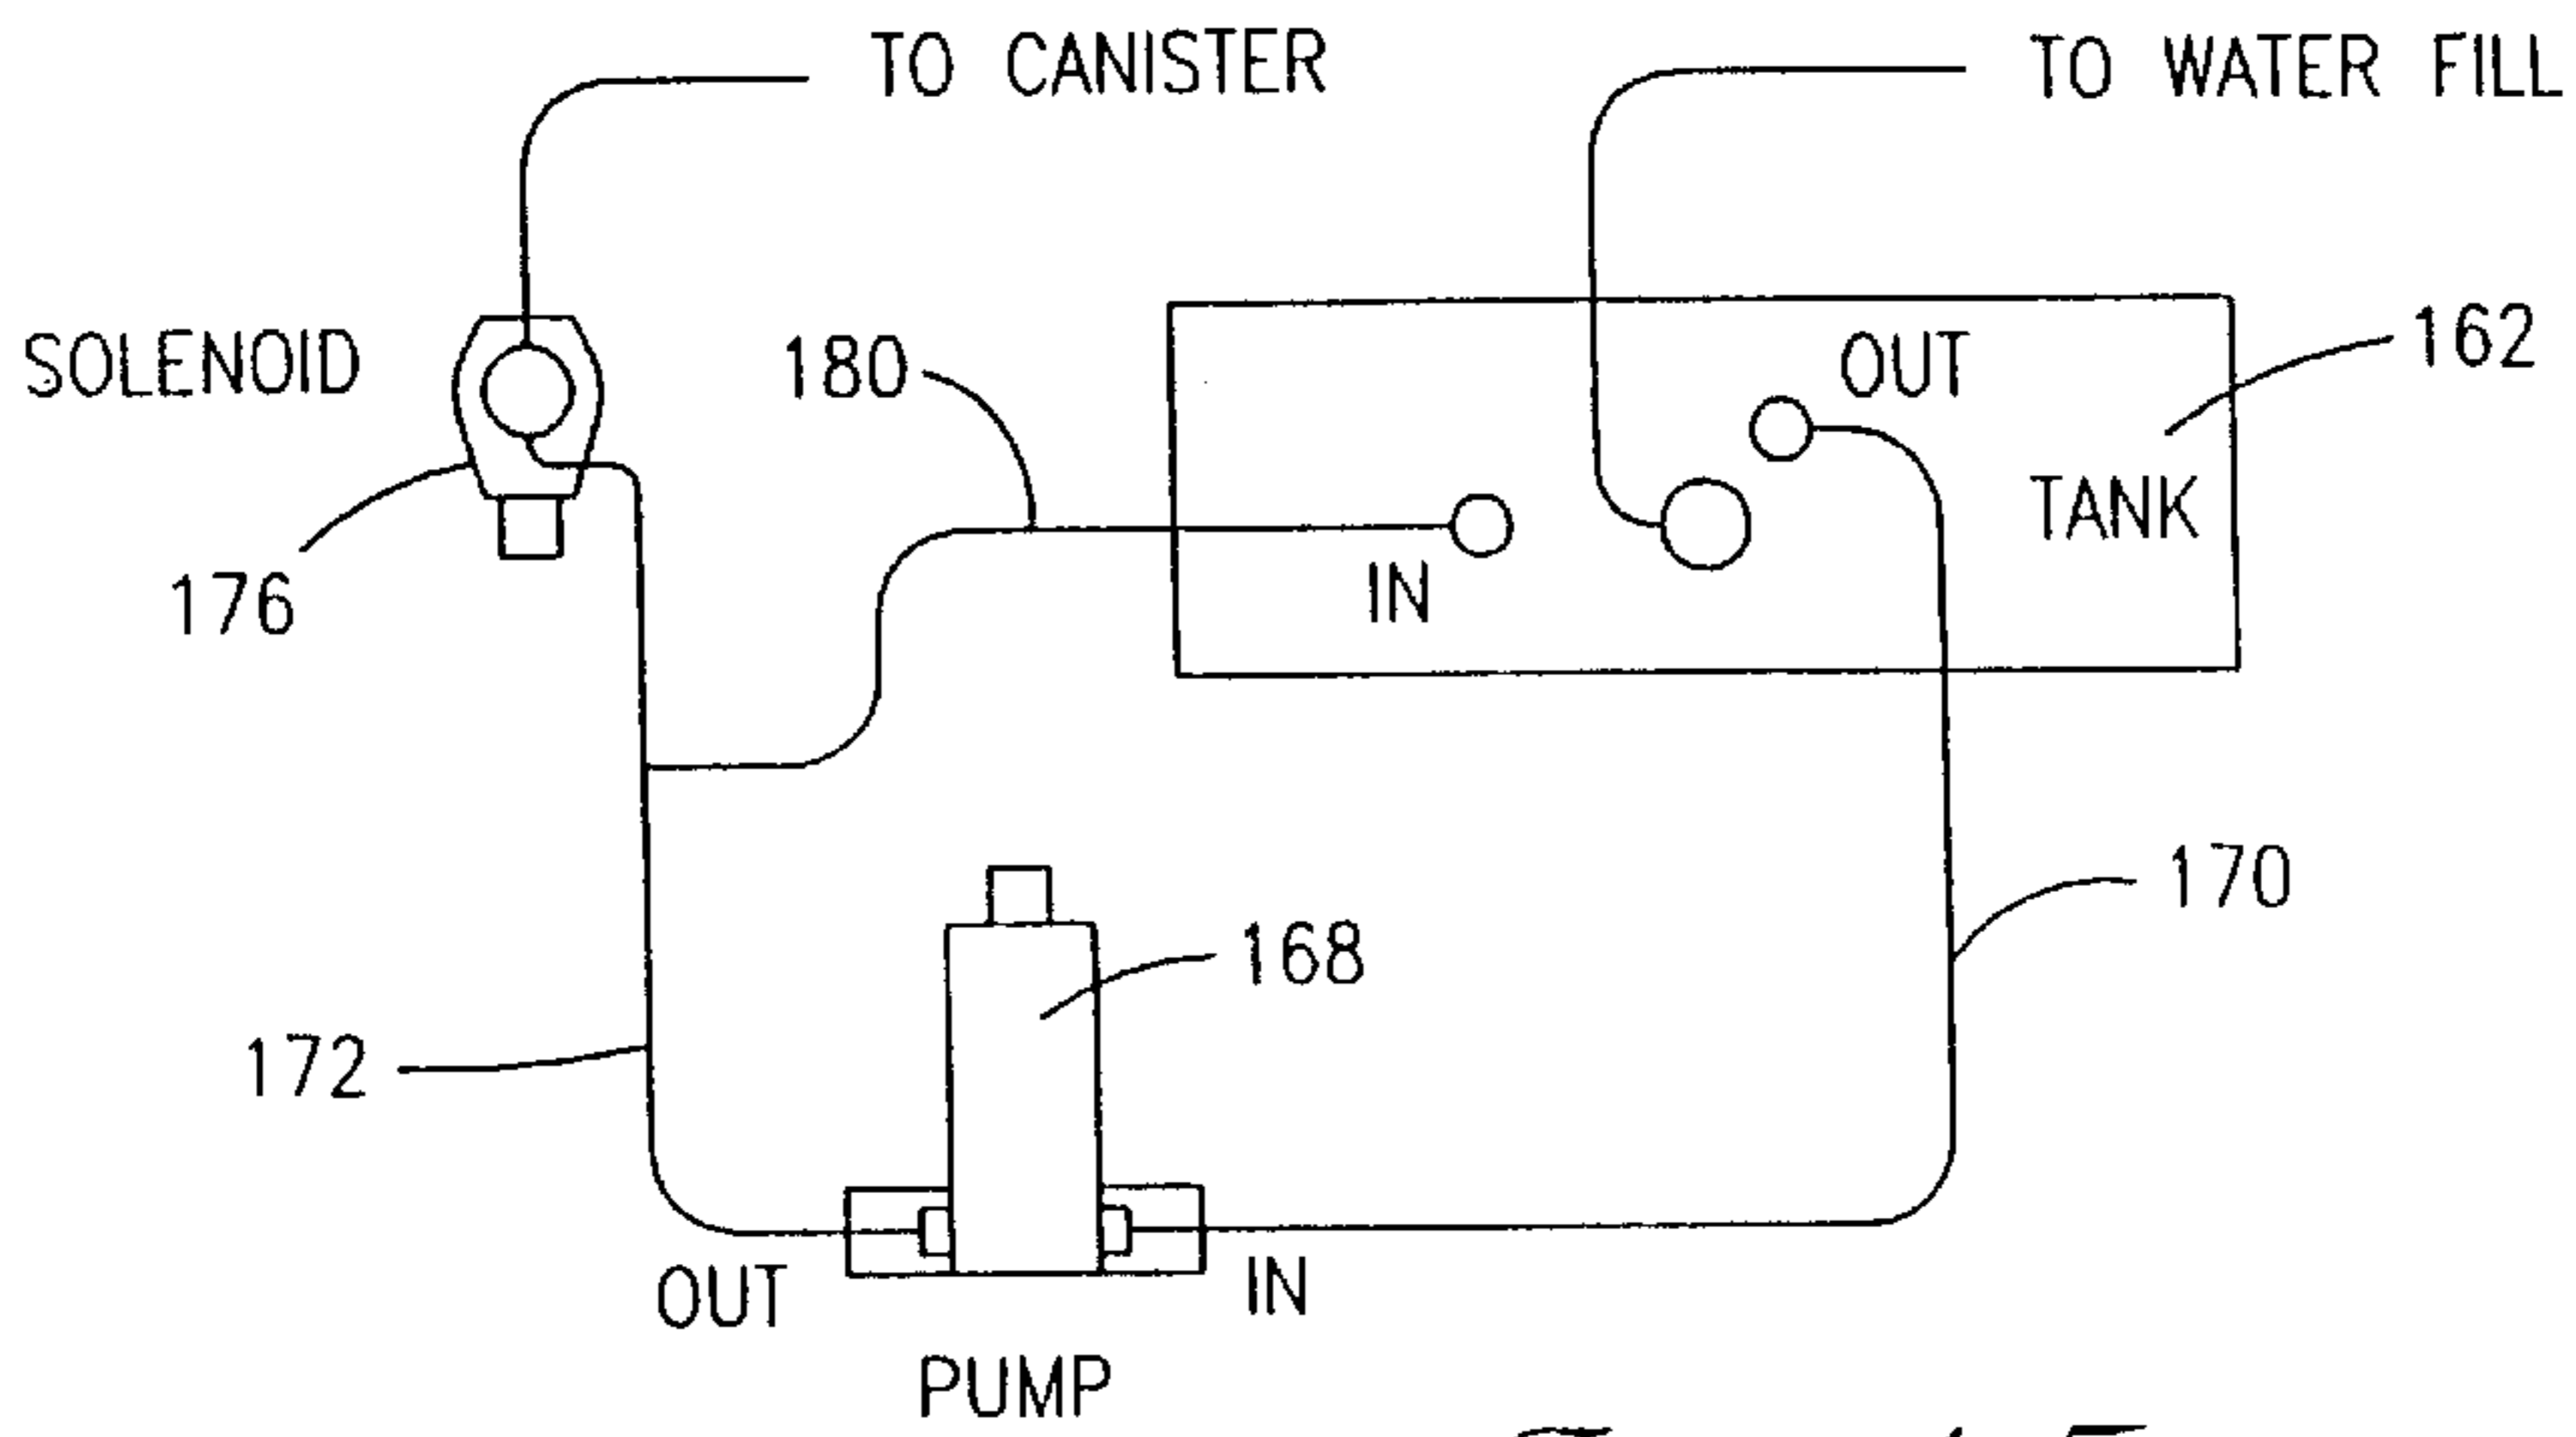 TO CANISTER
TO WATER FILL
SOLENOID
180
OUT
162
TANK
176
IN
170
168
172
OUT
IN
PUMP